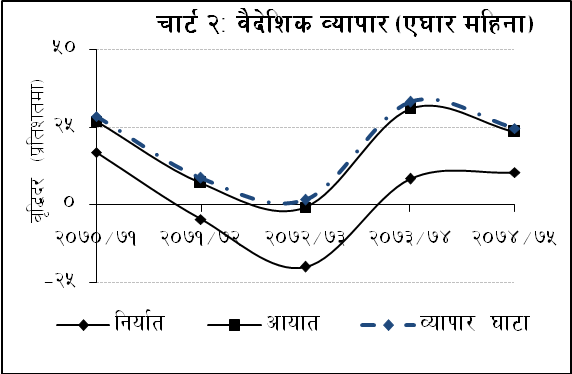 चार्ट २: वैदेशिक व्यापार (एघार महिना)
५०
२५
०
-२५
वृद्धिदर (प्रतिशतमा)
२०७०/७१ २०७१/७२ २०७२/७३ २०७३/७४ २०७४/७५
निर्यात आयात व्यापार घाटा